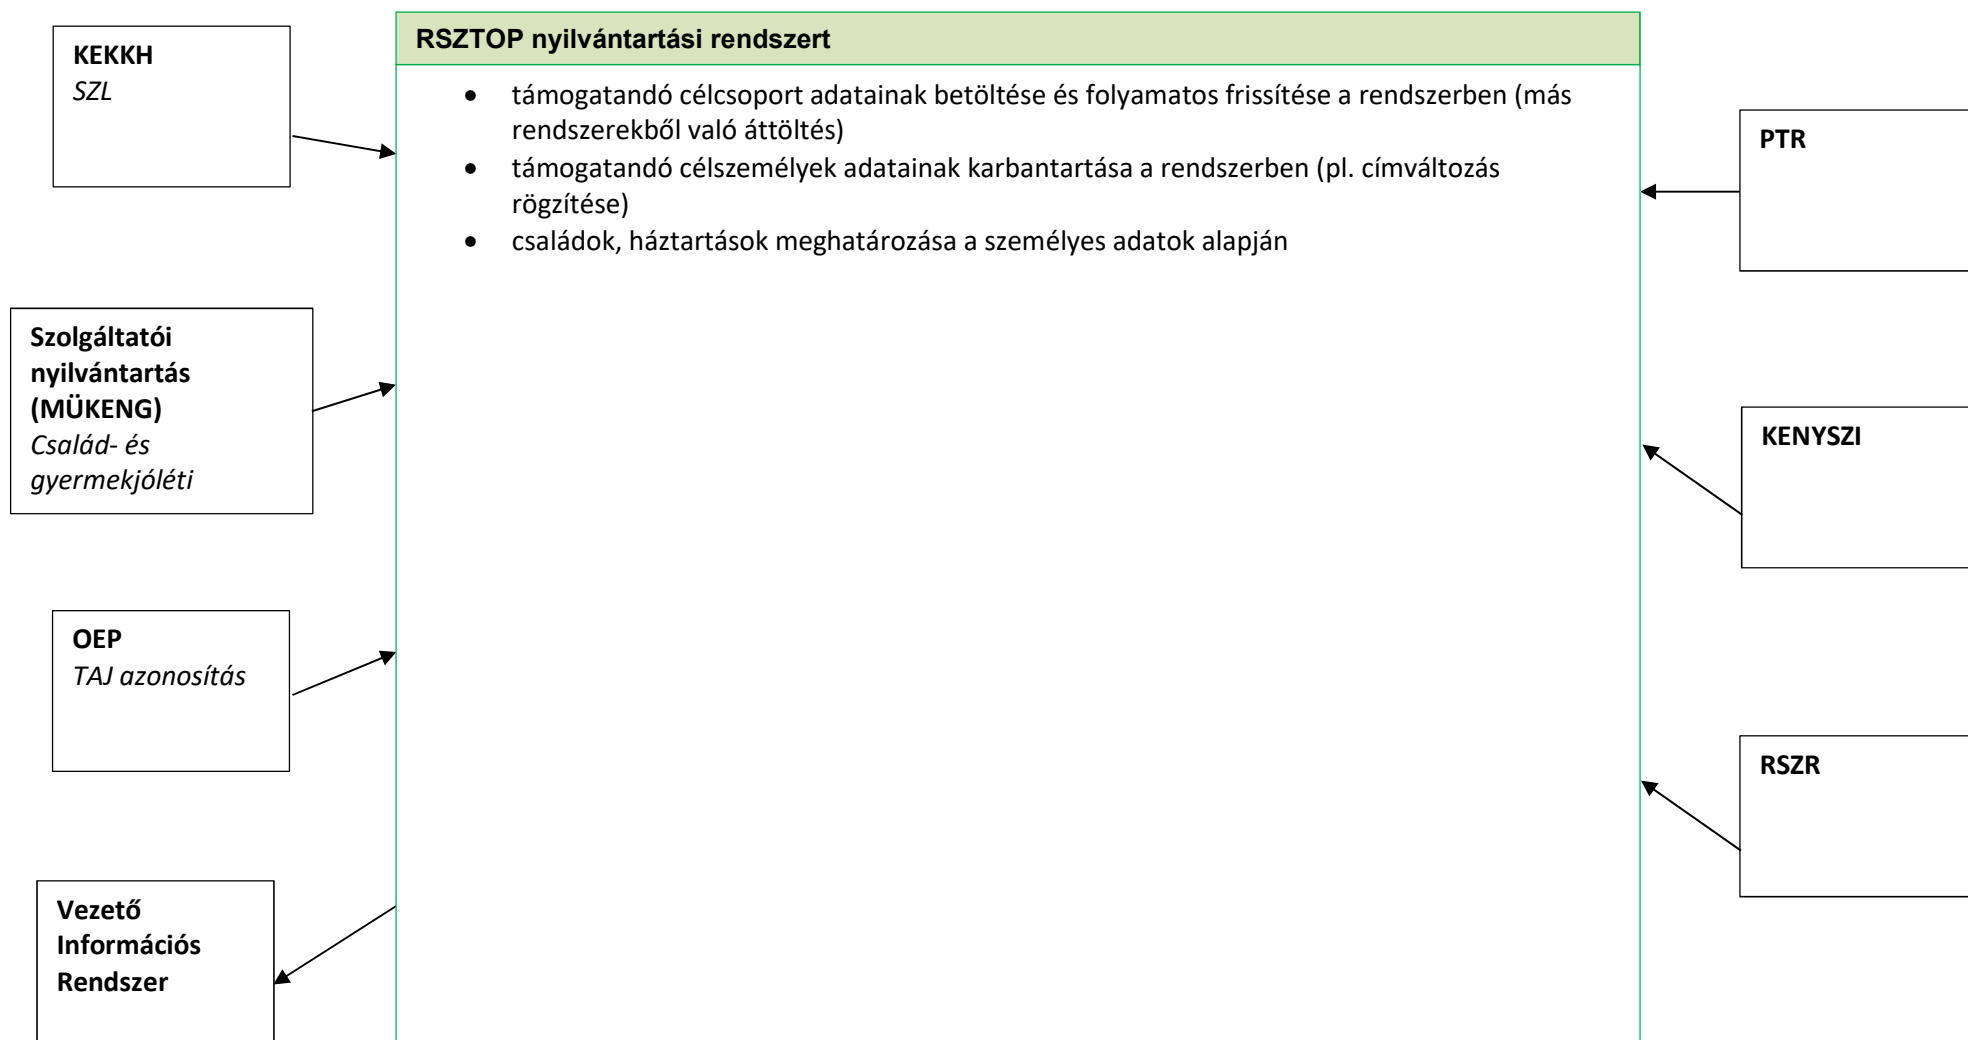 KEKKH
SZL
Szolgáltatói
nyilvántartás
(MÜKENG)
Család- és
gyermekjóléti
OEP
TAJ azonosítás
Vezető
Információs
Rendszer
RSZTOP nyilvántartási rendszert
• támogatandó célcsoport adatainak betöltése és folyamatos frissítése a rendszerben (más
rendszerekből való áttöltés)
• támogatandó célszemélyek adatainak karbantartása a rendszerben (pl. címváltozás
rögzítése)
• családok, háztartások meghatározása a személyes adatok alapján
PTR
KENYSZI
RSZR